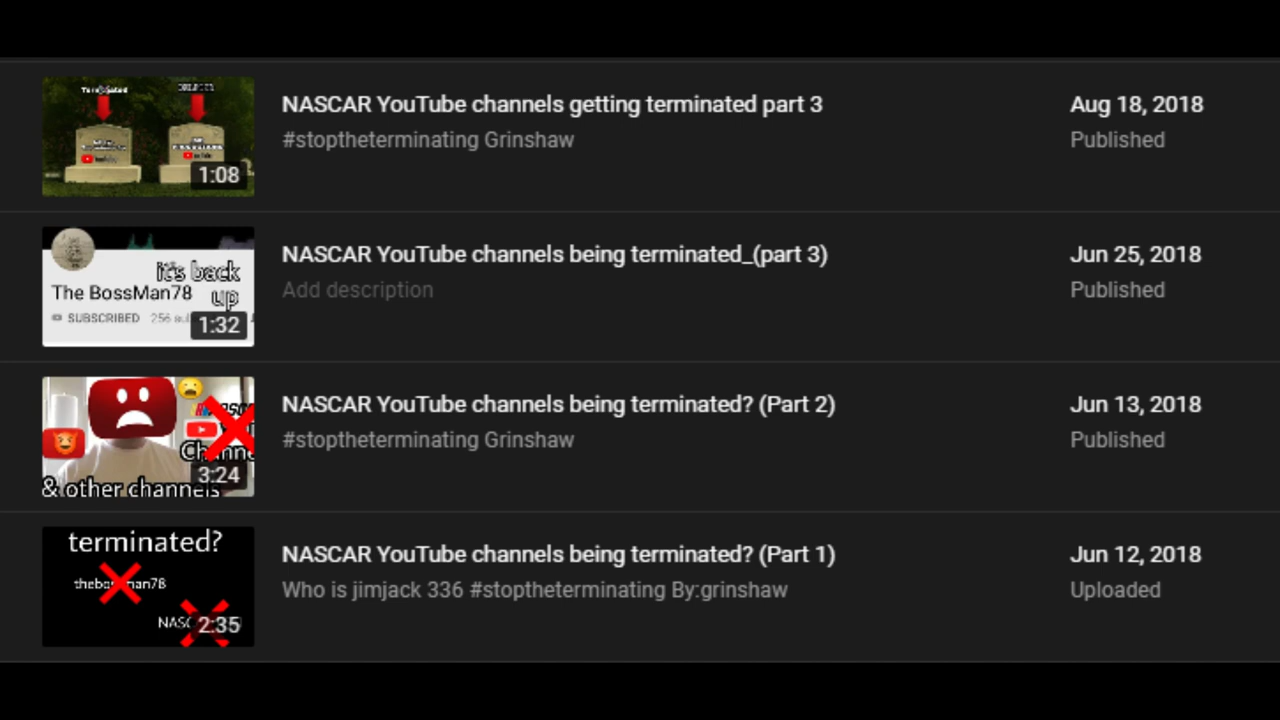 Terminated
1:08
NASCAR YouTube channels getting terminated part 3
Aug 18, 2018
#stoptheterminating Grinshaw
Published
it's back
up
The BossMan78
SUBSCRIBED 256
1:32
NASCAR YouTube channels being terminated_(part 3)
Jun 25, 2018
Add description
Published
& other channels
3:24
NASCAR YouTube channels being terminated? (Part 2)
Jun 13, 2018
#stoptheterminating Grinshaw
Published
terminated?
2:35
NASCAR YouTube channels being terminated? (Part 1)
Jun 12, 2018
Who is jimjack 336 #stoptheterminating By:grinshaw
Uploaded